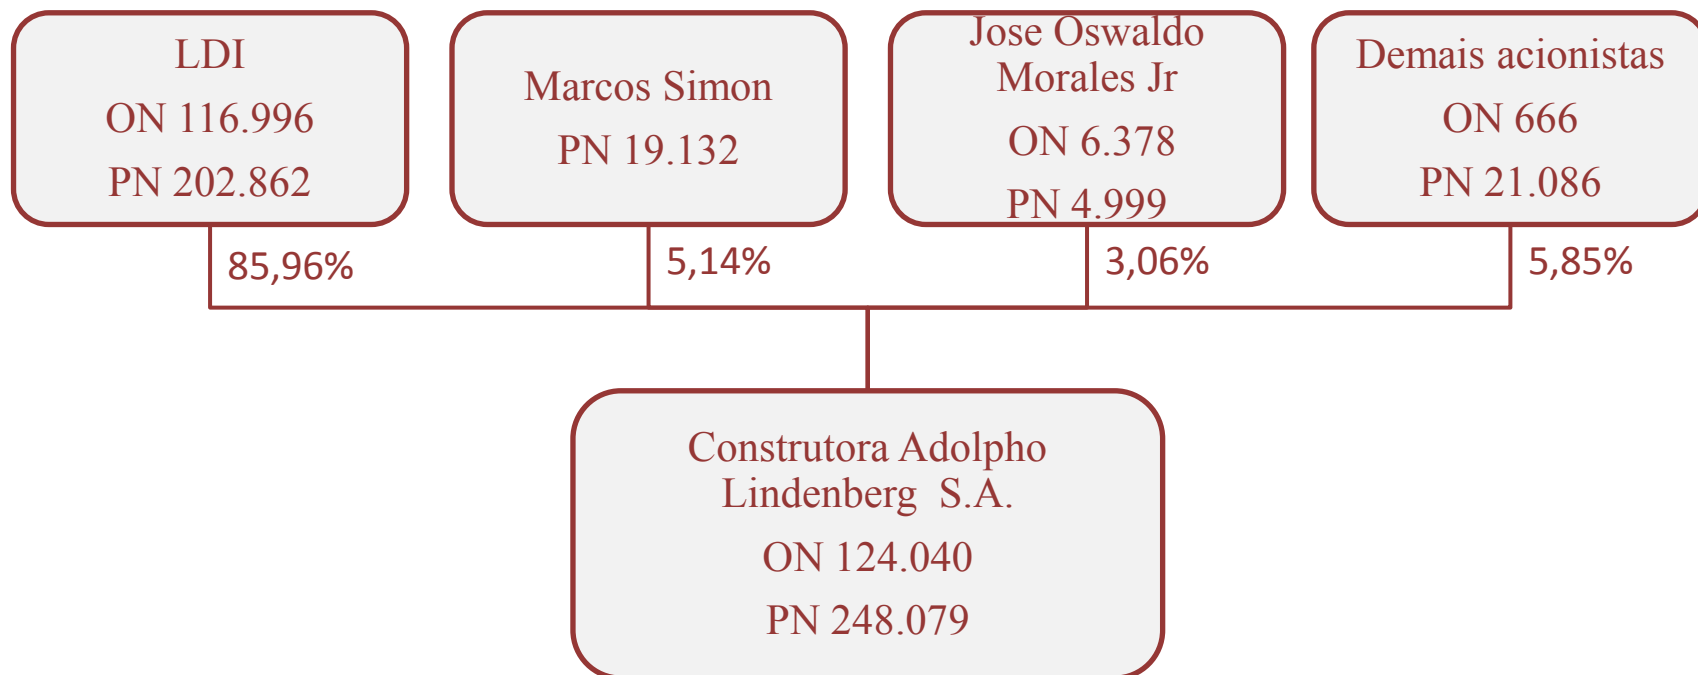 LDI
ON 116.996
PN 202.862
Marcos Simon
PN 19.132
Jose Oswaldo
Morales Jr
ON 6.378
PN 4.999
Demais acionistas
ON 666
PN 21.086
85,96%
5,14%
3,06%
5,85%
Construtora Adolpho
Lindenberg S.A.
ON 124.040
PN 248.079